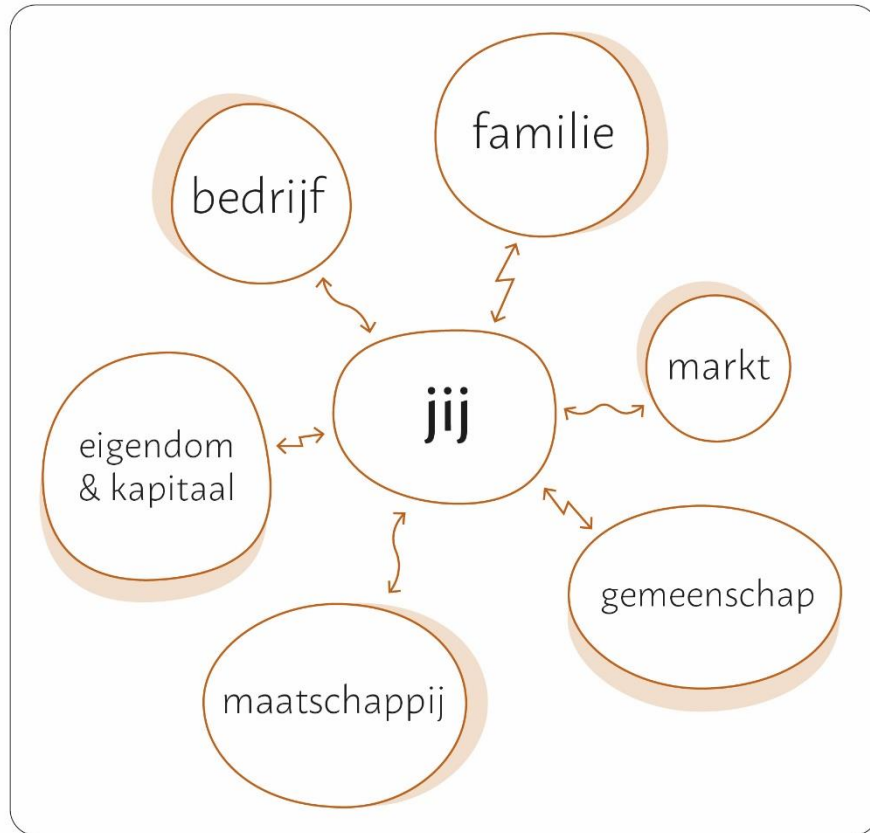 familie
bedrijf
markt
jij
eigendom
& kapitaal
gemeenschap
maatschappij